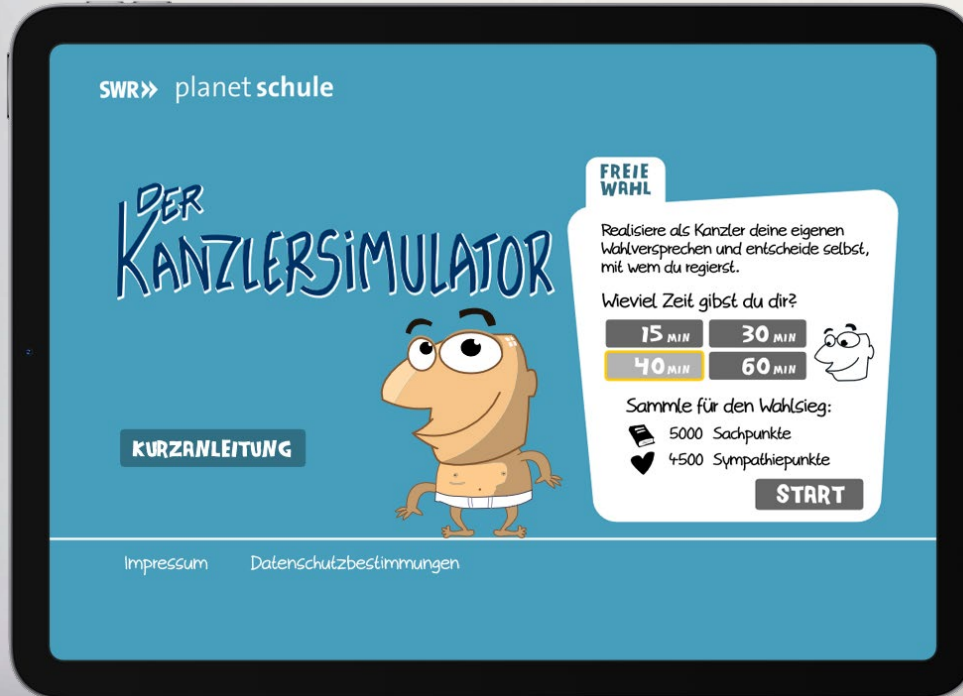 SWR» planet schule
DER
KANZLERSIMULATOR
FREIE
WAHL
Realisiere als Kanzler deine eigenen
Wahlversprechen und entscheide selbst,
mit wem du regierst.
Wieviel Zeit gibst du dir?
15 MIN 30 MIN
40 MIN 60 MIN
Sammle für den Wahlsieg:
5000 Sachpunkte
4500 Sympathiepunkte
START
KURZANLEITUNG
Impressum Datenschutzbestimmungen